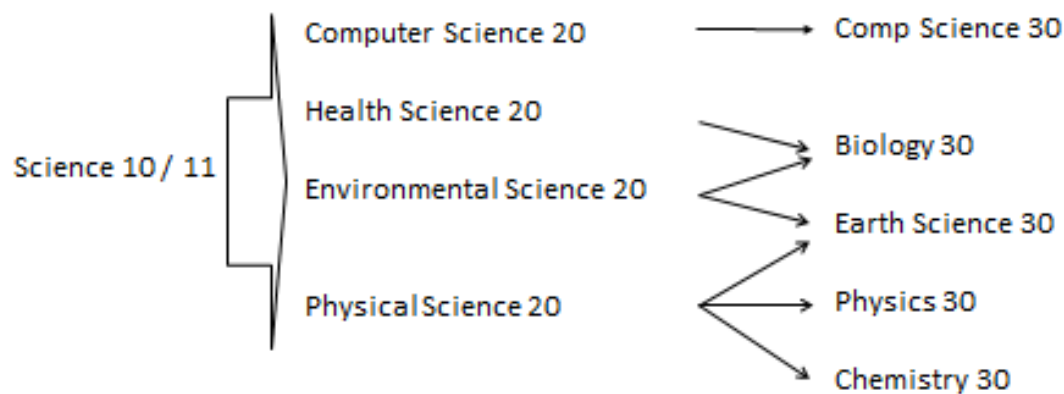 Computer Science 20
Comp Science 30
Health Science 20
Biology 30
Science 10 / 11
Environmental Science 20
Earth Science 30
Physical Science 20
Physics 30
Chemistry 30